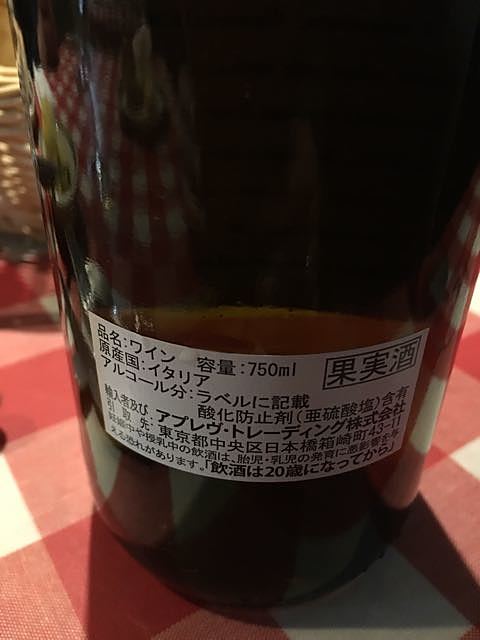 品名:ワイン 容量:750ml
原産国:イタリア
果実酒
アルコール分:ラベルに記載
酸化防止剤(亜硫酸塩)含有
輸入者及び
引取先:
アプレヴ・トレーディング株式会社
東京都中央区日本橋箱崎町43-11
妊娠中や授乳中の飲酒は、胎児・乳児の発育に悪影響を与
える恐れがあります。「飲酒は20歳になってから」